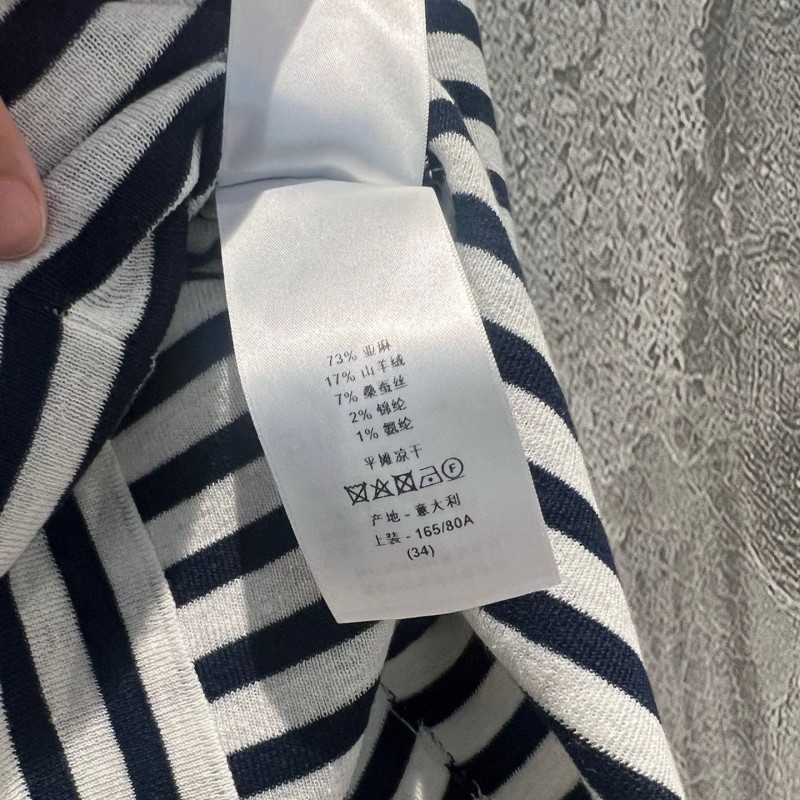 73% 亚麻
17% 山羊绒
7% 桑蚕丝
2% 锦纶
1% 氨纶
平摊凉干
F
产地 - 意大利
上装 - 165/80A
(34)